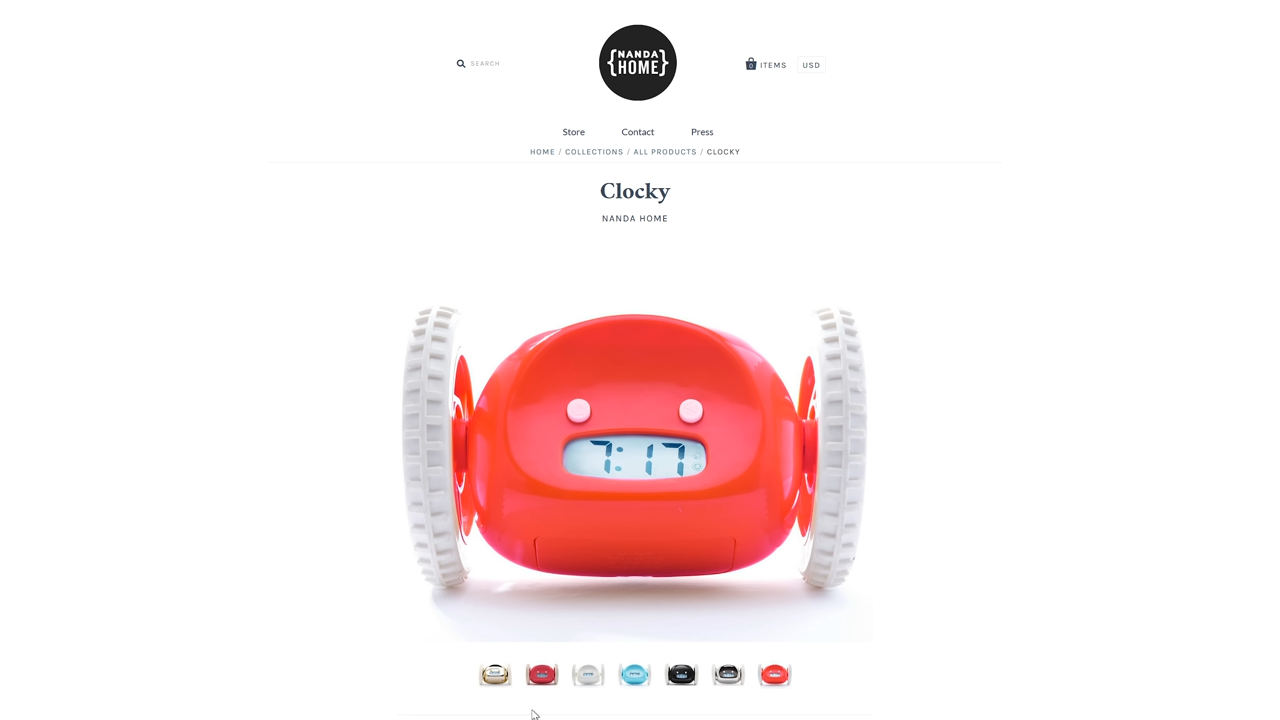 SEARCH
{NANDA
HOME}
0 ITEMS
USD
Store Contact Press
HOME / COLLECTIONS / ALL PRODUCTS / CLOCKY
Clocky
NANDA HOME
7:17